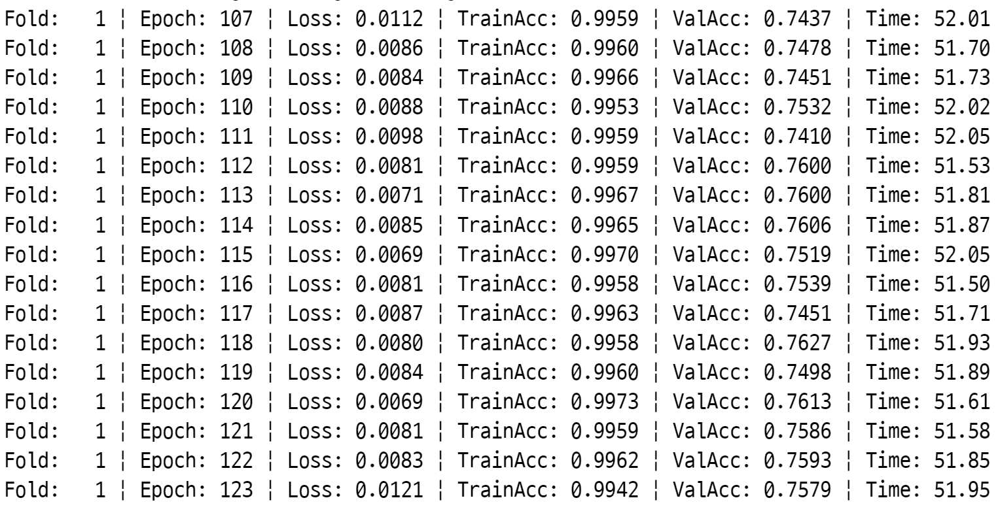 Fold:   1 ¦ Epoch: 107 ¦ Loss: 0.0112 ¦ TrainAcc: 0.9959 ¦ ValAcc: 0.7437 ¦ Time: 52.01
Fold:   1 ¦ Epoch: 108 ¦ Loss: 0.0086 ¦ TrainAcc: 0.9960 ¦ ValAcc: 0.7478 ¦ Time: 51.70
Fold:   1 ¦ Epoch: 109 ¦ Loss: 0.0084 ¦ TrainAcc: 0.9966 ¦ ValAcc: 0.7451 ¦ Time: 51.73
Fold:   1 ¦ Epoch: 110 ¦ Loss: 0.0088 ¦ TrainAcc: 0.9953 ¦ ValAcc: 0.7532 ¦ Time: 52.02
Fold:   1 ¦ Epoch: 111 ¦ Loss: 0.0098 ¦ TrainAcc: 0.9959 ¦ ValAcc: 0.7410 ¦ Time: 52.05
Fold:   1 ¦ Epoch: 112 ¦ Loss: 0.0081 ¦ TrainAcc: 0.9959 ¦ ValAcc: 0.7600 ¦ Time: 51.53
Fold:   1 ¦ Epoch: 113 ¦ Loss: 0.0071 ¦ TrainAcc: 0.9967 ¦ ValAcc: 0.7600 ¦ Time: 51.81
Fold:   1 ¦ Epoch: 114 ¦ Loss: 0.0085 ¦ TrainAcc: 0.9965 ¦ ValAcc: 0.7606 ¦ Time: 51.87
Fold:   1 ¦ Epoch: 115 ¦ Loss: 0.0069 ¦ TrainAcc: 0.9970 ¦ ValAcc: 0.7519 ¦ Time: 52.05
Fold:   1 ¦ Epoch: 116 ¦ Loss: 0.0081 ¦ TrainAcc: 0.9958 ¦ ValAcc: 0.7539 ¦ Time: 51.50
Fold:   1 ¦ Epoch: 117 ¦ Loss: 0.0087 ¦ TrainAcc: 0.9963 ¦ ValAcc: 0.7451 ¦ Time: 51.71
Fold:   1 ¦ Epoch: 118 ¦ Loss: 0.0080 ¦ TrainAcc: 0.9958 ¦ ValAcc: 0.7627 ¦ Time: 51.93
Fold:   1 ¦ Epoch: 119 ¦ Loss: 0.0084 ¦ TrainAcc: 0.9960 ¦ ValAcc: 0.7498 ¦ Time: 51.89
Fold:   1 ¦ Epoch: 120 ¦ Loss: 0.0069 ¦ TrainAcc: 0.9973 ¦ ValAcc: 0.7613 ¦ Time: 51.61
Fold:   1 ¦ Epoch: 121 ¦ Loss: 0.0081 ¦ TrainAcc: 0.9959 ¦ ValAcc: 0.7586 ¦ Time: 51.58
Fold:   1 ¦ Epoch: 122 ¦ Loss: 0.0083 ¦ TrainAcc: 0.9962 ¦ ValAcc: 0.7593 ¦ Time: 51.85
Fold:   1 ¦ Epoch: 123 ¦ Loss: 0.0121 ¦ TrainAcc: 0.9942 ¦ ValAcc: 0.7579 ¦ Time: 51.95